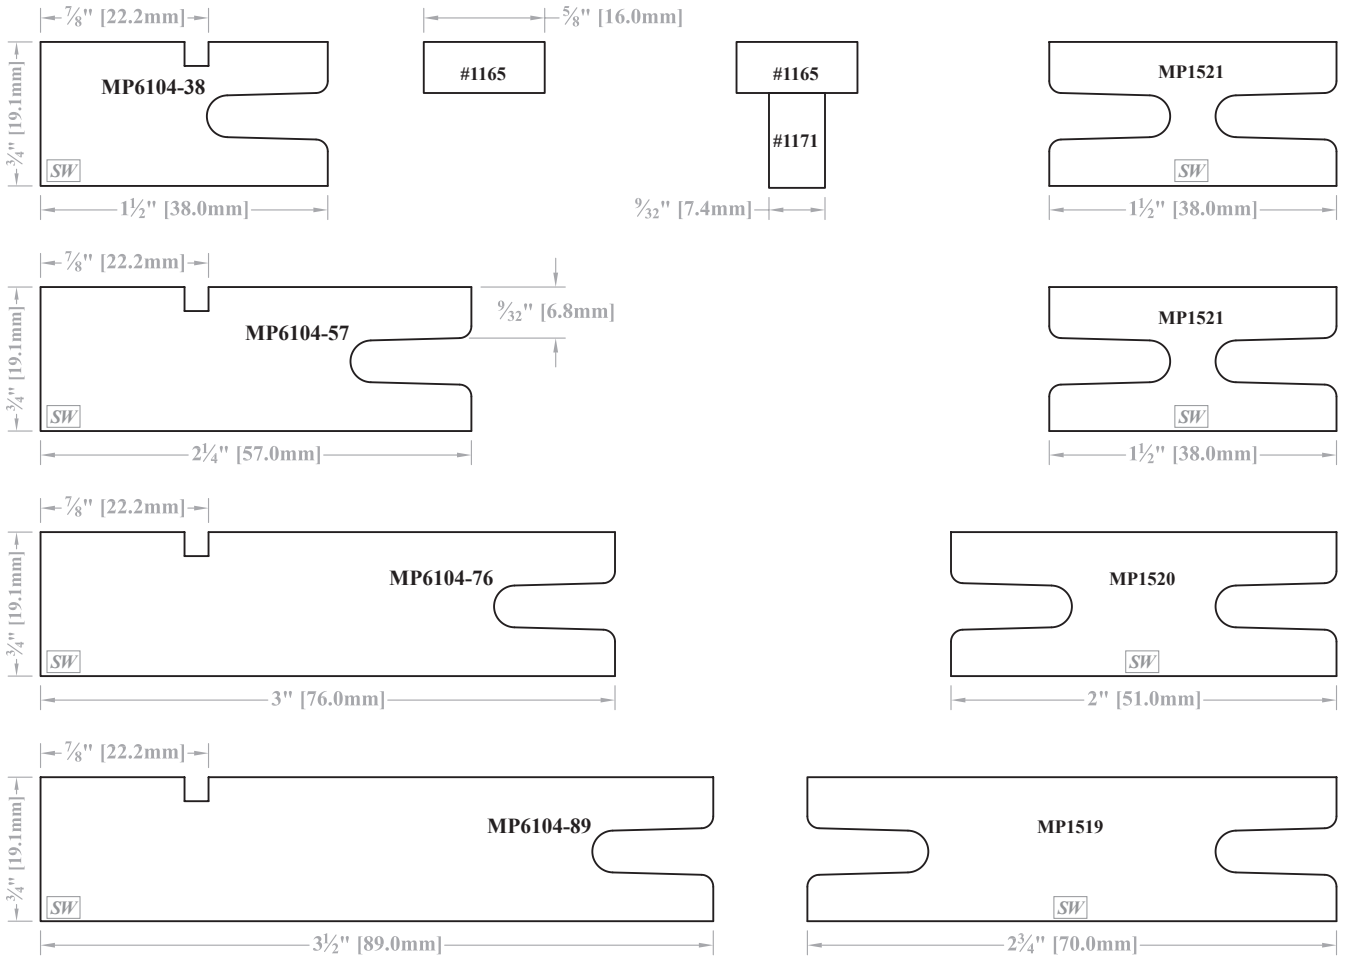 ⅞" [22.2mm]
⅝" [16.0mm]
¾" [19.1mm]
MP6104-38
#1165
#1165
MP1521
#1171
SW
SW
1½" [38.0mm]
9⁄32" [7.4mm]
1½" [38.0mm]
⅞" [22.2mm]
¾" [19.1mm]
9⁄32" [6.8mm]
MP6104-57
MP1521
SW
SW
2¼" [57.0mm]
1½" [38.0mm]
⅞" [22.2mm]
¾" [19.1mm]
MP6104-76
MP1520
SW
SW
3" [76.0mm]
2" [51.0mm]
⅞" [22.2mm]
¾" [19.1mm]
MP6104-89
MP1519
SW
SW
3½" [89.0mm]
2¾" [70.0mm]